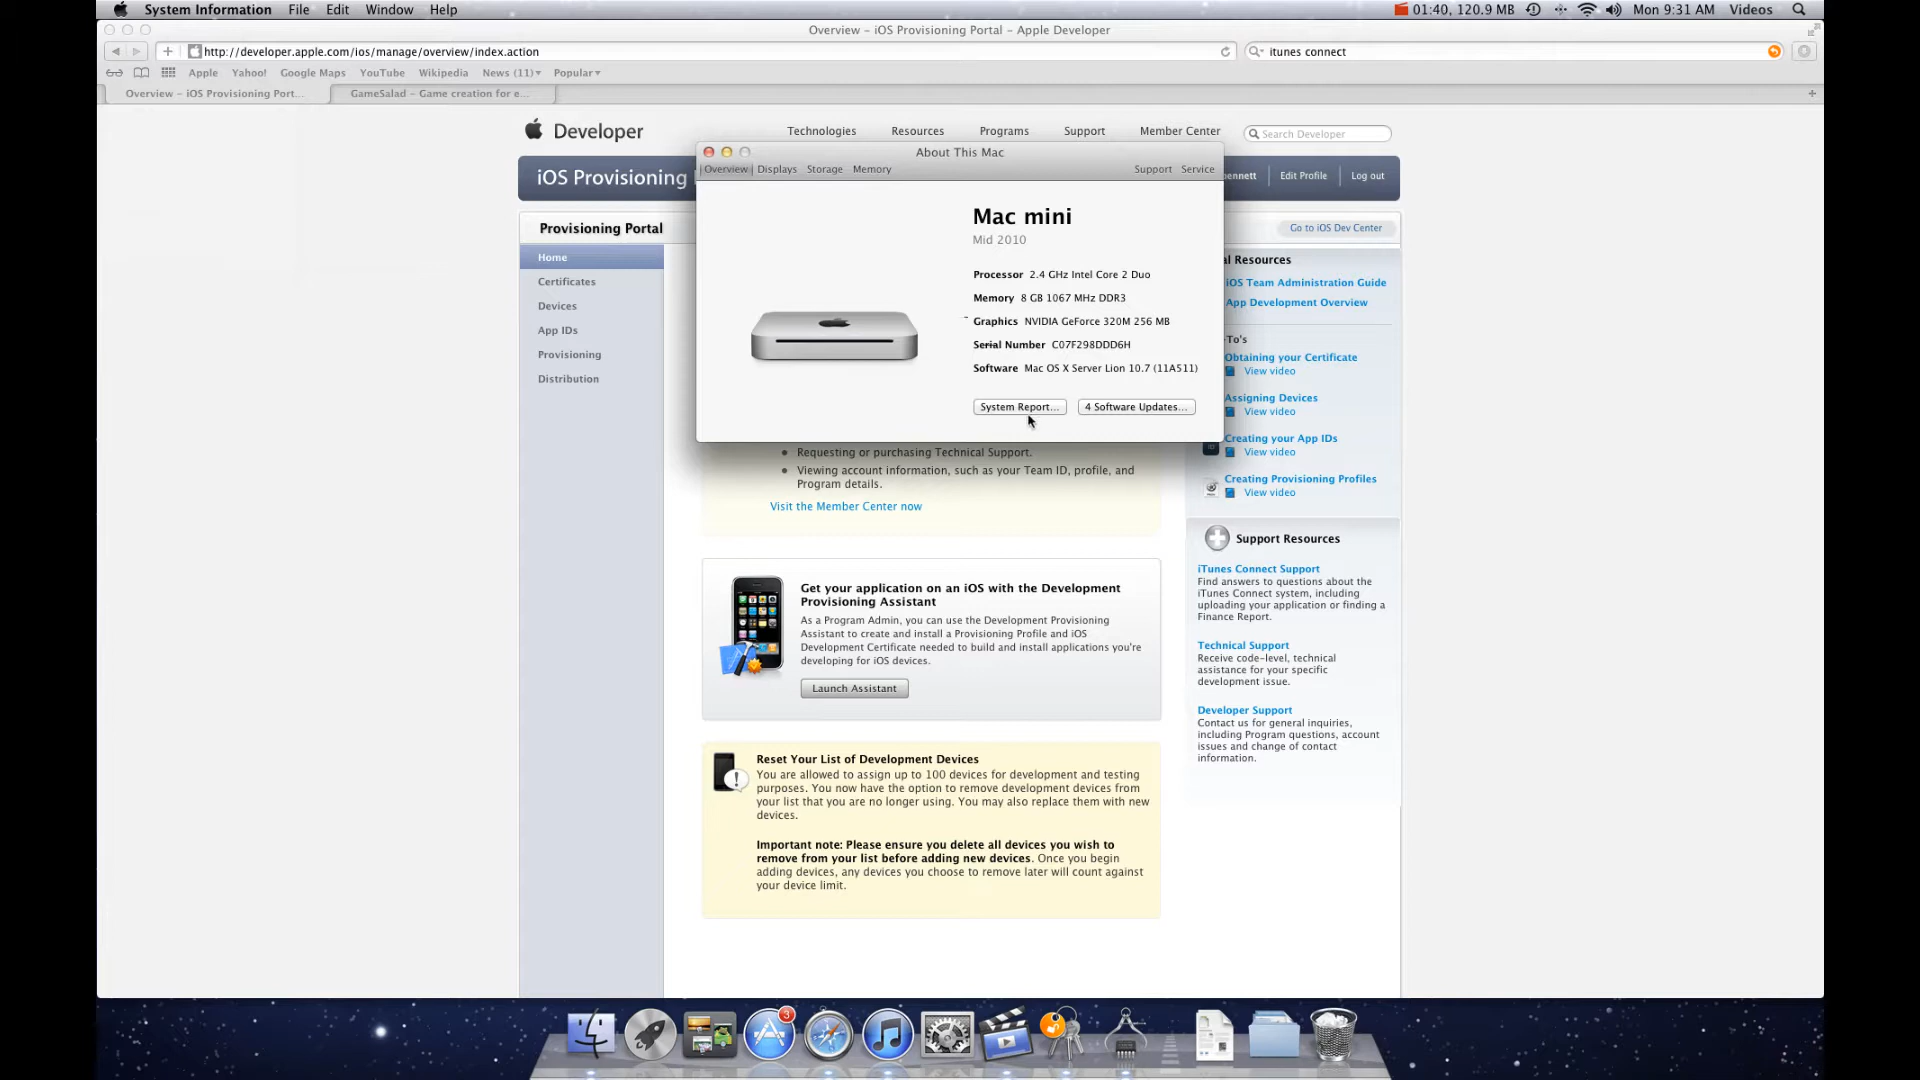 System Information File Edit Window Help
01:40, 120.9 MB Mon 9:31 AM Videos
Overview – iOS Provisioning Portal – Apple Developer
http://developer.apple.com/ios/manage/overview/index.action
itunes connect
Apple Yahoo! Google Maps YouTube Wikipedia News (11) Popular
Overview – iOS Provisioning Port...
GameSalad – Game creation for e...
Developer
Technologies Resources Programs Support Member Center
Search Developer
iOS Provisioning
ennett Edit Profile Log out
Provisioning Portal
Go to iOS Dev Center
Home
Certificates
Devices
App IDs
Provisioning
Distribution
About This Mac
Overview Displays Storage Memory
Support Service
Mac mini
Mid 2010
Processor 2.4 GHz Intel Core 2 Duo
Memory 8 GB 1067 MHz DDR3
Graphics NVIDIA GeForce 320M 256 MB
Serial Number C07F298DDD6H
Software Mac OS X Server Lion 10.7 (11A511)
System Report...
4 Software Updates...
Requesting or purchasing Technical Support.
Viewing account information, such as your Team ID, profile, and
Program details.
Visit the Member Center now
Get your application on an iOS with the Development
Provisioning Assistant
As a Program Admin, you can use the Development Provisioning
Assistant to create and install a Provisioning Profile and iOS
Development Certificate needed to build and install applications you're
developing for iOS devices.
Launch Assistant
Reset Your List of Development Devices
You are allowed to assign up to 100 devices for development and testing
purposes. You now have the option to remove development devices from
your list that you are no longer using. You may also replace them with new
devices.
Important note: Please ensure you delete all devices you wish to
remove from your list before adding new devices. Once you begin
adding devices, any devices you choose to remove later will count against
your device limit.
l Resources
iOS Team Administration Guide
App Development Overview
To's
Obtaining your Certificate
View video
Assigning Devices
View video
Creating your App IDs
View video
Creating Provisioning Profiles
View video
Support Resources
iTunes Connect Support
Find answers to questions about the
iTunes Connect system, including
uploading your application or finding a
Finance Report.
Technical Support
Receive code-level, technical
assistance for your specific
development issue.
Developer Support
Contact us for general inquiries,
including Program questions, account
issues and change of contact
information.
3